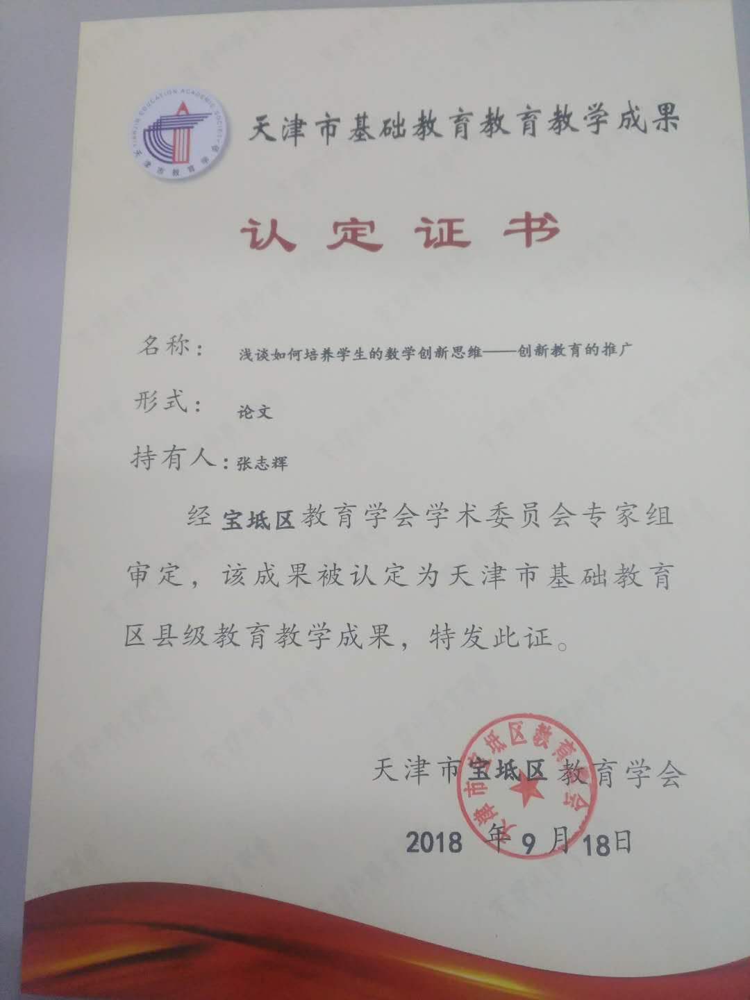 TIANJIN EDUCATION ACADEMIC SOCIETY
天津市教育学会
天津市基础教育教育教学成果
认定证书
名称： 浅谈如何培养学生的数学创新思维——创新教育的推广
形式： 论文
持有人：张志辉
经宝坻区教育学会学术委员会专家组
审定，该成果被认定为天津市基础教育
区县级教育教学成果，特发此证。
天津市宝坻区教育学会
天津市宝坻区教育学会
2018 年 9 月 18日